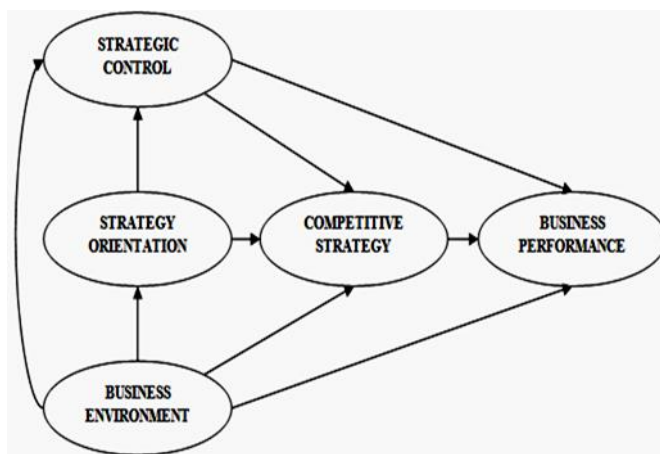 STRATEGIC
CONTROL
STRATEGY
ORIENTATION
COMPETITIVE
STRATEGY
BUSINESS
PERFORMANCE
BUSINESS
ENVIRONMENT